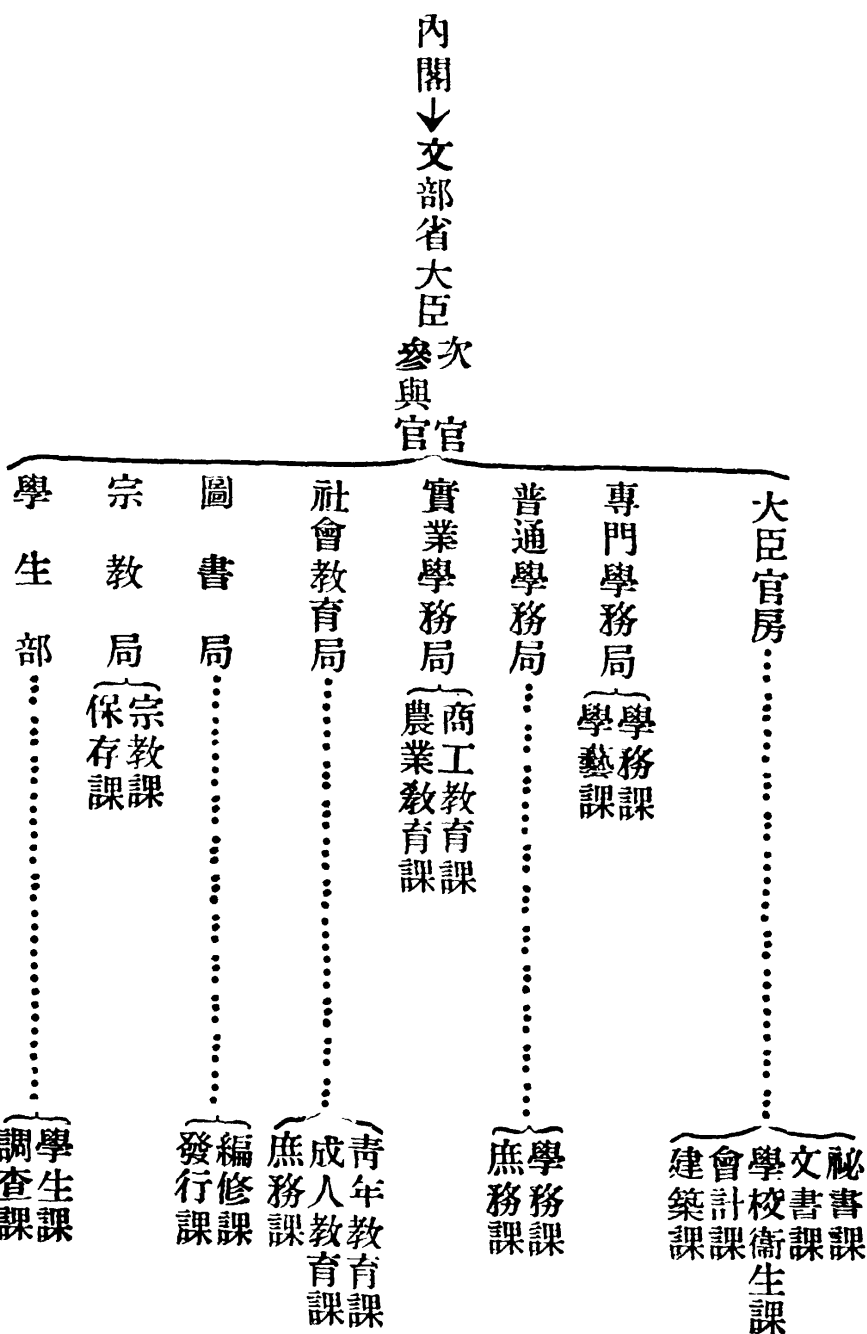 內閣→文部省大臣
次官
參與官
大臣官房
祕書課
文書課
學校衞生課
會計課
建築課
專門學務局
學務課
學藝課
普通學務局
學務課
庶務課
實業學務局
商工教育課
農業教育課
社會教育局
青年教育課
成人教育課
庶務課
圖書局
編修課
發行課
宗教局
宗教課
保存課
學生部
學生課
調查課